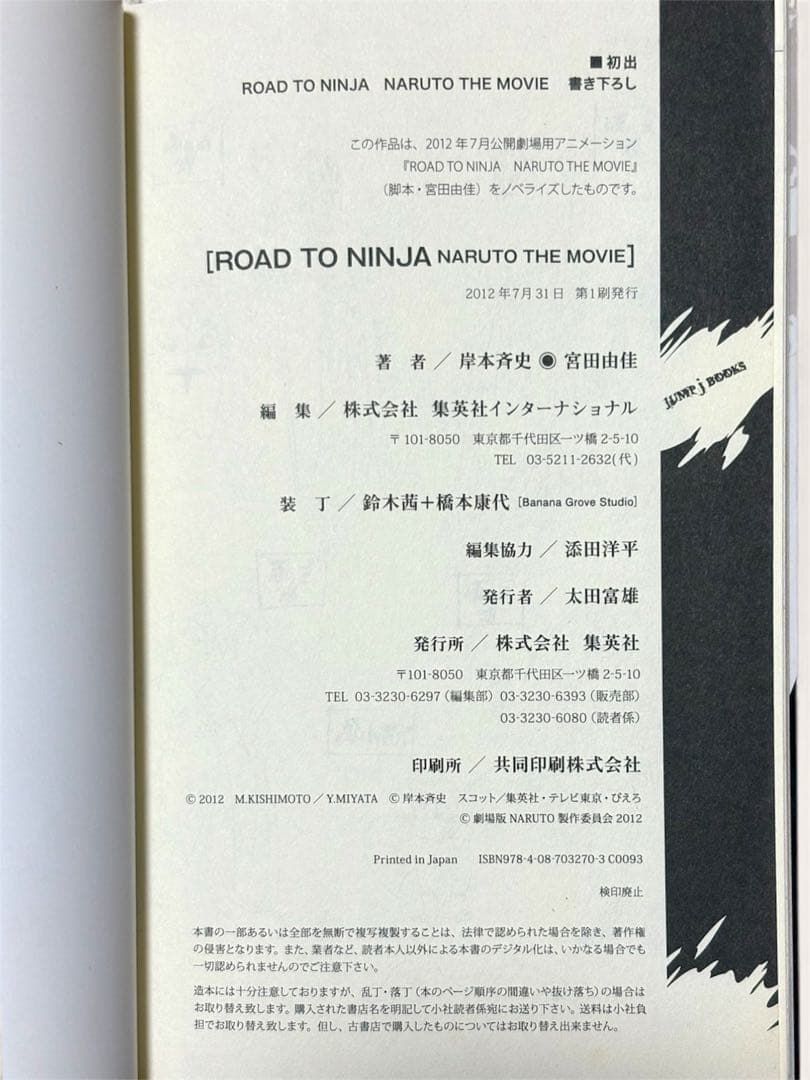 ■初出
ROAD TO NINJA　NARUTO THE MOVIE　書き下ろし
この作品は、2012年7月公開劇場用アニメーション
『ROAD TO NINJA　NARUTO THE MOVIE』
（脚本・宮田由佳）をノベライズしたものです。
[ROAD TO NINJA NARUTO THE MOVIE]
2012年7月31日　第1刷発行
著　者／岸本斉史◉宮田由佳
編　集／株式会社 集英社インターナショナル
〒101-8050　東京都千代田区一ツ橋2-5-10
TEL　03-5211-2632(代)
装　丁／鈴木茜＋橋本康代［Banana Grove Studio］
編集協力／添田洋平
発行者／太田富雄
発行所／株式会社 集英社
〒101-8050　東京都千代田区一ツ橋2-5-10
TEL 03-3230-6297（編集部）03-3230-6393（販売部）
03-3230-6080（読者係）
印刷所／共同印刷株式会社
© 2012　M.KISHIMOTO／Y.MIYATA　© 岸本斉史　スコット／集英社・テレビ東京・ぴえろ
© 劇場版 NARUTO 製作委員会 2012
Printed in Japan　ISBN978-4-08-703270-3 C0093
検印廃止
本書の一部あるいは全部を無断で複写複製することは、法律で認められた場合を除き、著作権
の侵害となります。また、業者など、読者本人以外による本書のデジタル化は、いかなる場合でも
一切認められませんのでご注意下さい。
造本には十分注意しておりますが、乱丁・落丁（本のページ順序の間違いや抜け落ち）の場合は
お取り替え致します。購入された書店名を明記して小社読者係宛にお送り下さい。送料は小社負
担でお取り替え致します。但し、古書店で購入したものについてはお取り替え出来ません。
JUMP j BOOKS